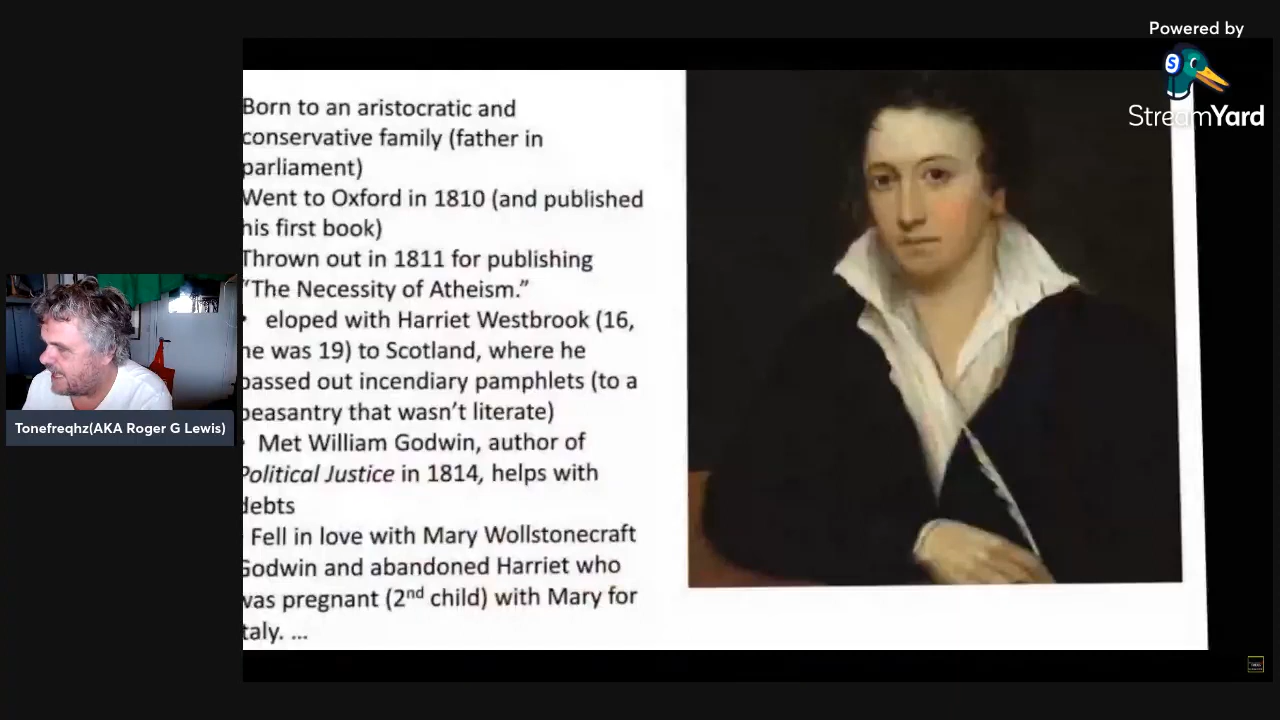 Powered by
StreamYard
Born to an aristocratic and
conservative family (father in
parliament)
Went to Oxford in 1810 (and published
his first book)
Thrown out in 1811 for publishing
“The Necessity of Atheism.”
• eloped with Harriet Westbrook (16,
he was 19) to Scotland, where he
passed out incendiary pamphlets (to a
peasantry that wasn’t literate)
Met William Godwin, author of
Political Justice in 1814, helps with
debts
Fell in love with Mary Wollstonecraft
Godwin and abandoned Harriet who
was pregnant (2nd child) with Mary for
Italy. ...
Tonefreqhz(AKA Roger G Lewis)